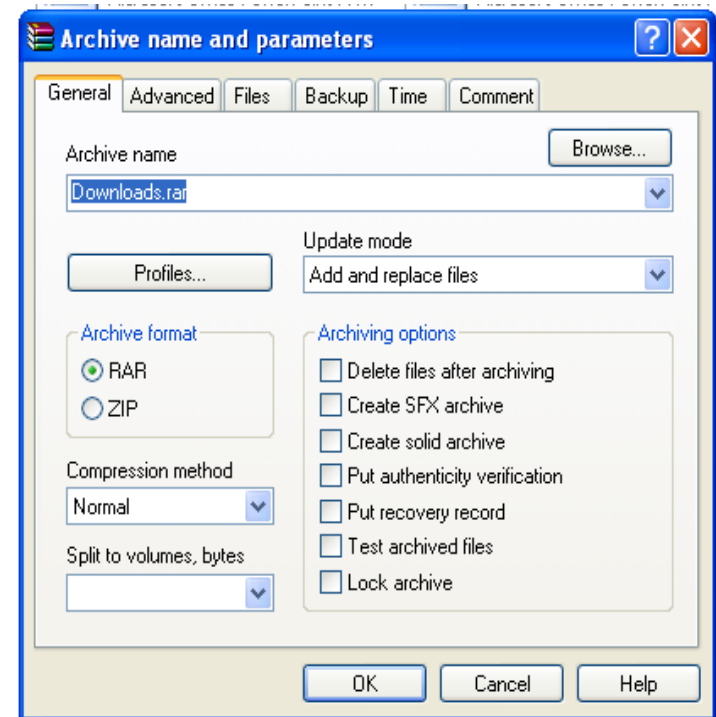 Archive name and parameters
General Advanced Files Backup Time Comment
Archive name
Browse...
Downloads.rar
Update mode
Profiles...
Add and replace files
Archive format
Archiving options
RAR
Delete files after archiving
ZIP
Create SFX archive
Create solid archive
Compression method
Put authenticity verification
Normal
Put recovery record
Split to volumes, bytes
Test archived files
Lock archive
OK Cancel Help